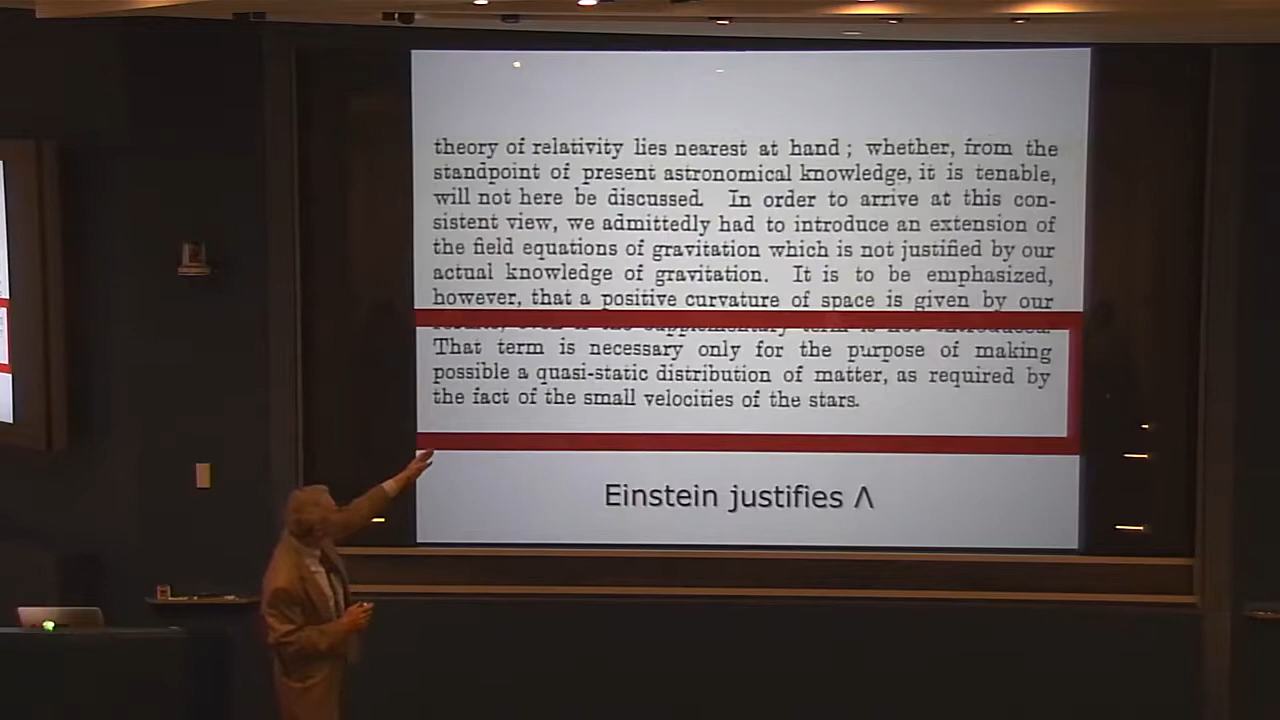 theory of relativity lies nearest at hand ; whether, from the
standpoint of present astronomical knowledge, it is tenable,
will not here be discussed. In order to arrive at this con-
sistent view, we admittedly had to introduce an extension of
the field equations of gravitation which is not justified by our
actual knowledge of gravitation. It is to be emphasized,
however, that a positive curvature of space is given by our
supplementary term is not introduced.
That term is necessary only for the purpose of making
possible a quasi-static distribution of matter, as required by
the fact of the small velocities of the stars.
Einstein justifies Λ